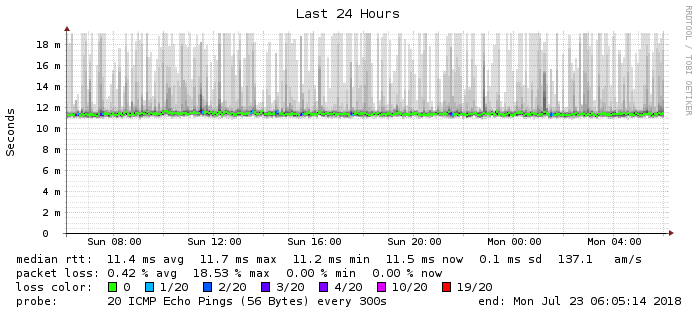 Last 24 Hours
RRDTOOL / TOBI OETIKER
Seconds
18 m
16 m
14 m
12 m
10 m
8 m
6 m
4 m
2 m
0
Sun 08:00 Sun 12:00 Sun 16:00 Sun 20:00 Mon 00:00 Mon 04:00
median rtt: 11.4 ms avg 11.7 ms max 11.2 ms min 11.5 ms now 0.1 ms sd 137.1 am/s
packet loss: 0.42 % avg 18.53 % max 0.00 % min 0.00 % now
loss color: 0 1/20 2/20 3/20 4/20 10/20 19/20
probe: 20 ICMP Echo Pings (56 Bytes) every 300s end: Mon Jul 23 06:05:14 2018